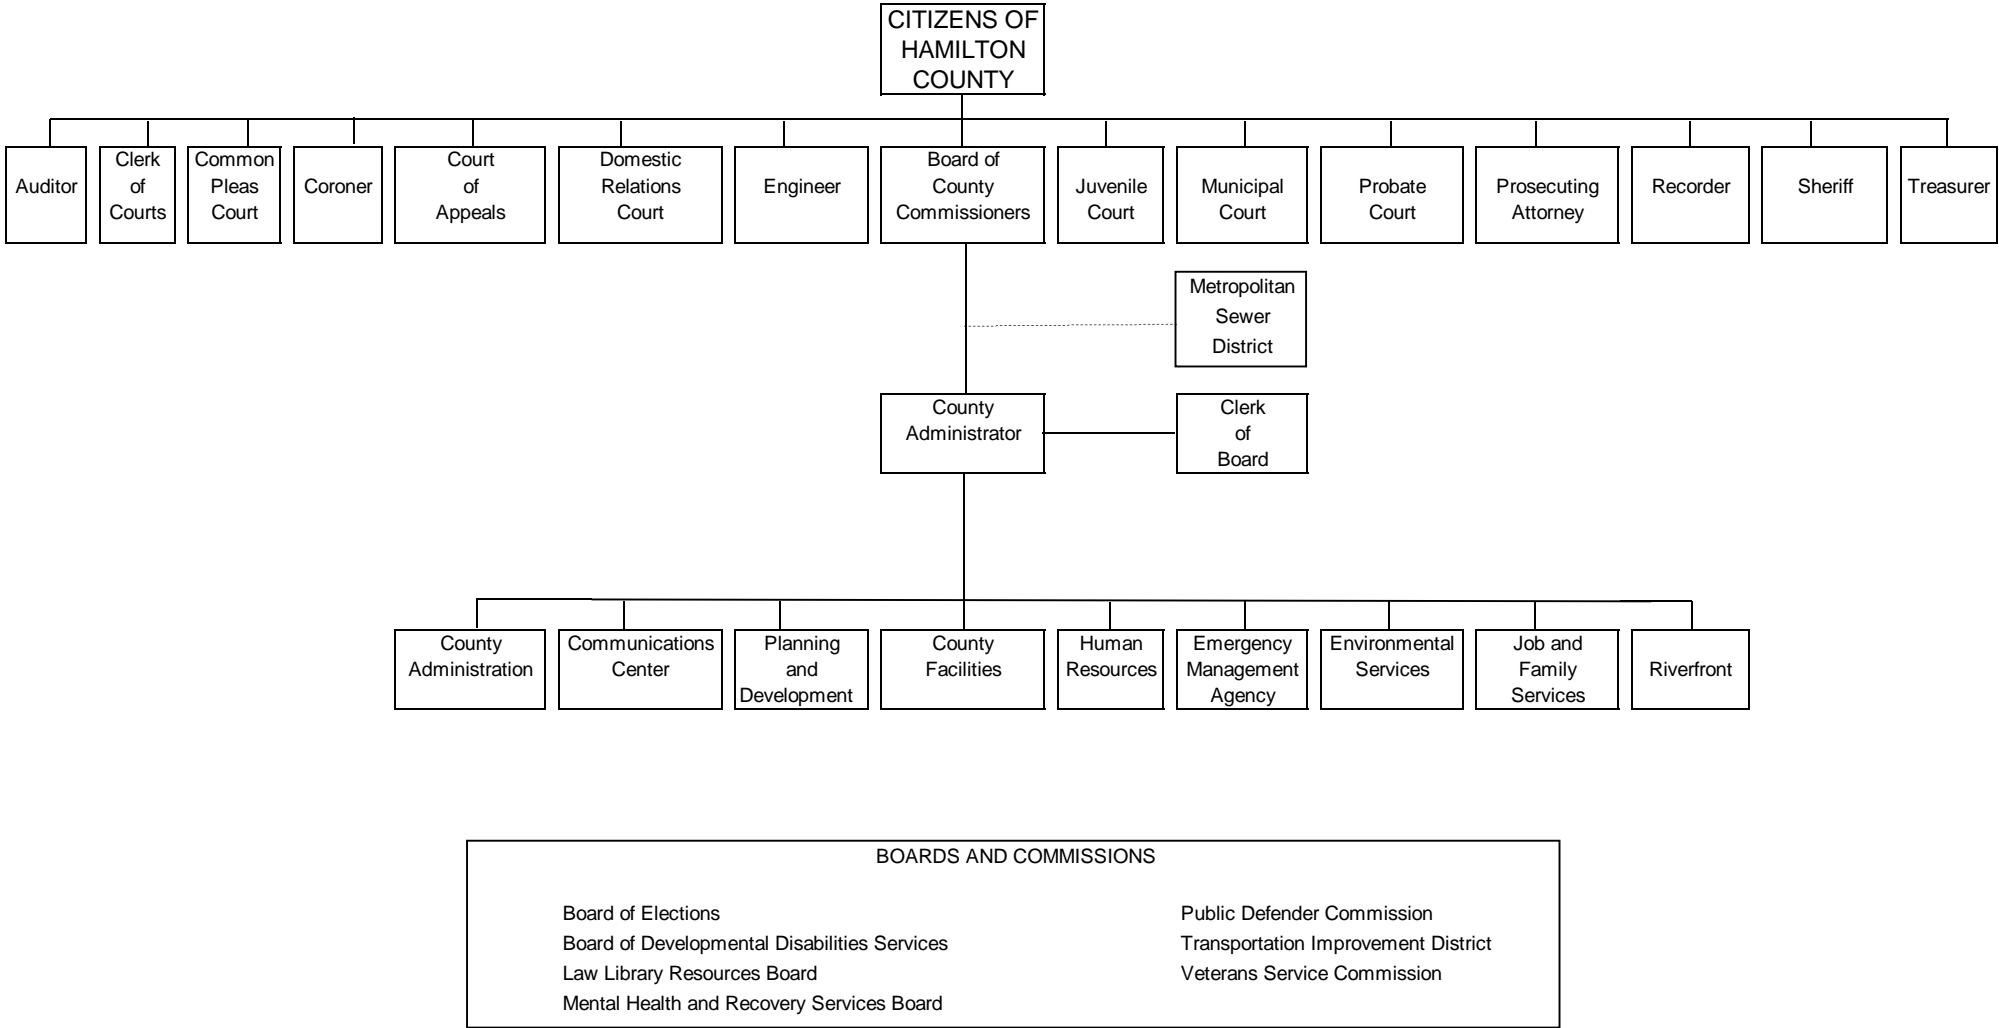 CITIZENS OF
HAMILTON
COUNTY
Auditor
Clerk
of
Courts
Common
Pleas
Court
Coroner
Court
of
Appeals
Domestic
Relations
Court
Engineer
Board of
County
Commissioners
Juvenile
Court
Municipal
Court
Probate
Court
Prosecuting
Attorney
Recorder
Sheriff
Treasurer
Metropolitan
Sewer
District
County
Administrator
Clerk
of
Board
County
Administration
Communications
Center
Planning
and
Development
County
Facilities
Human
Resources
Emergency
Management
Agency
Environmental
Services
Job and
Family
Services
Riverfront
BOARDS AND COMMISSIONS
Board of Elections
Board of Developmental Disabilities Services
Law Library Resources Board
Mental Health and Recovery Services Board
Public Defender Commission
Transportation Improvement District
Veterans Service Commission